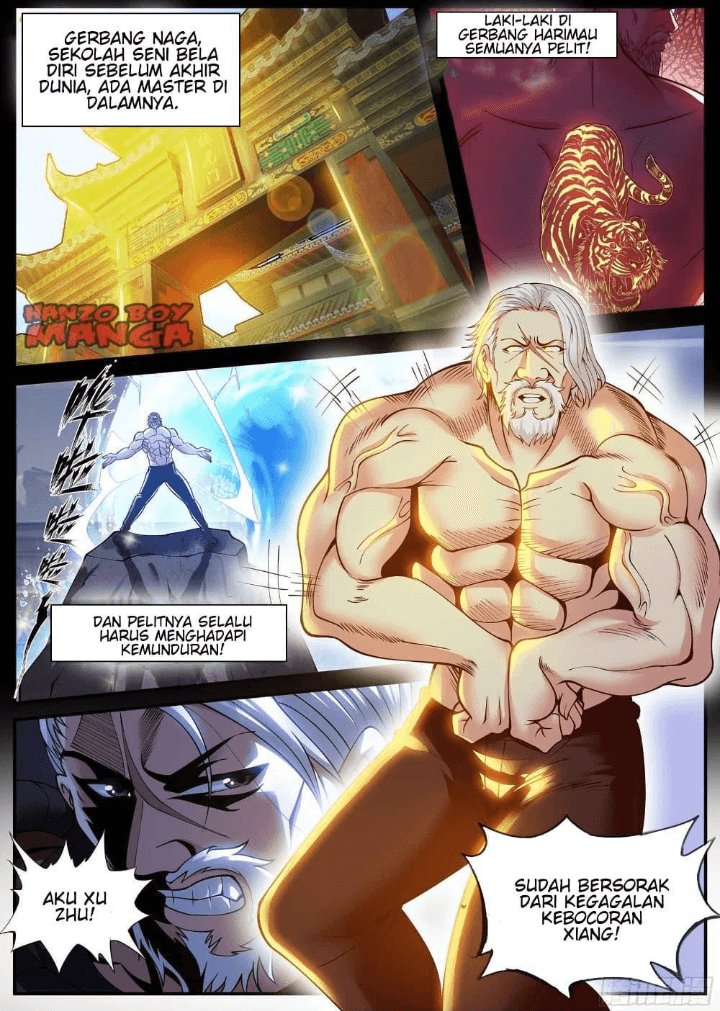 GERBANG NAGA,
SEKOLAH SENI BELA
DIRI SEBELUM AKHIR
DUNIA, ADA MASTER DI
DALAMNYA.
LAKI-LAKI DI
GERBANG HARIMAU
SEMUANYA PELIT!
HANZO BOY
MANGA
DAN PELITNYA SELALU
HARUS MENGHADAPI
KEMUNDURAN!
AKU XU
ZHU!
SUDAH BERSORAK
DARI KEGAGALAN
KEBOCORAN
XIANG!